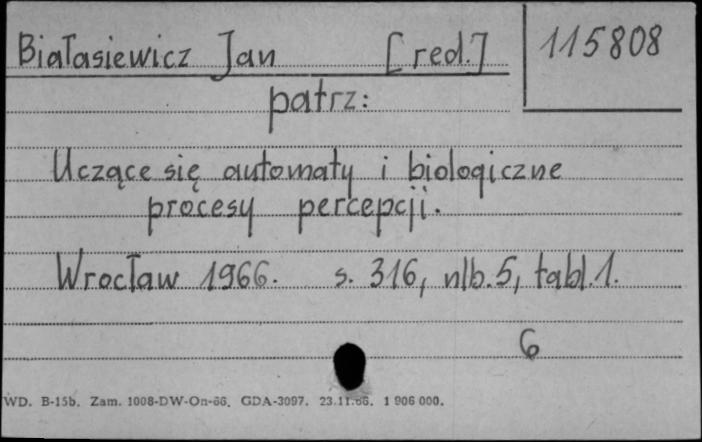 Białasiewicz Jan [red.]
115808
patrz:
Uczące się automaty i biologiczne
procesy percepcji.
Wrocław 1966. s. 316, nlb. 5, tabl. 1.
6
WD. B-15b. Zam. 1008-DW-On-66. GDA-3097. 23.11.66. 1 906 000.